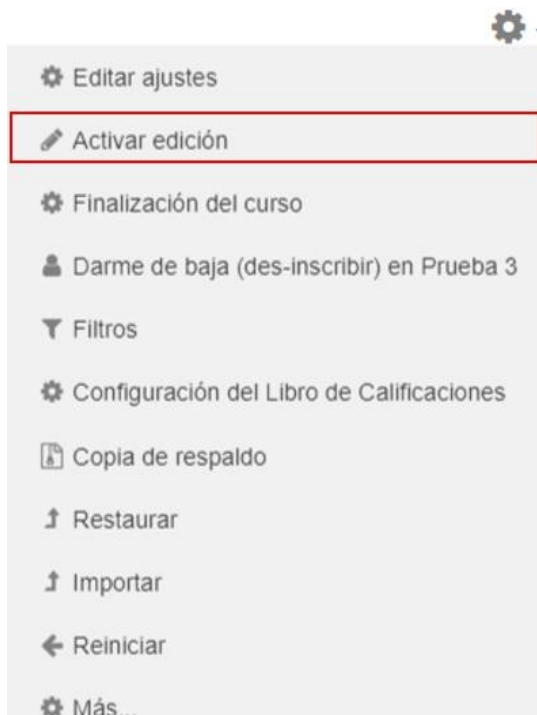 Editar ajustes
Activar edición
Finalización del curso
Darme de baja (des-inscribir) en Prueba 3
Filtros
Configuración del Libro de Calificaciones
Copia de respaldo
Restaurar
Importar
Reiniciar
Más...